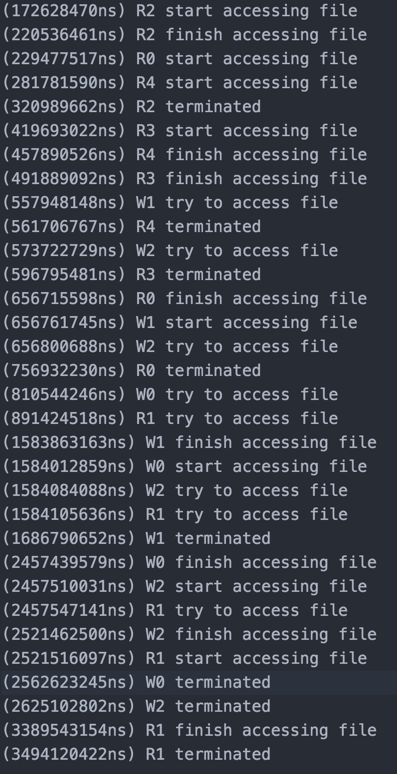 (172628470ns) R2 start accessing file
(220536461ns) R2 finish accessing file
(229477517ns) R0 start accessing file
(281781590ns) R4 start accessing file
(320989662ns) R2 terminated
(419693022ns) R3 start accessing file
(457890526ns) R4 finish accessing file
(491889092ns) R3 finish accessing file
(557948148ns) W1 try to access file
(561706767ns) R4 terminated
(573722729ns) W2 try to access file
(596795481ns) R3 terminated
(656715598ns) R0 finish accessing file
(656761745ns) W1 start accessing file
(656800688ns) W2 try to access file
(756932230ns) R0 terminated
(810544246ns) W0 try to access file
(891424518ns) R1 try to access file
(1583863163ns) W1 finish accessing file
(1584012859ns) W0 start accessing file
(1584084088ns) W2 try to access file
(1584105636ns) R1 try to access file
(1686790652ns) W1 terminated
(2457439579ns) W0 finish accessing file
(2457510031ns) W2 start accessing file
(2457547141ns) R1 try to access file
(2521462500ns) W2 finish accessing file
(2521516097ns) R1 start accessing file
(2562623245ns) W0 terminated
(2625102802ns) W2 terminated
(3389543154ns) R1 finish accessing file
(3494120422ns) R1 terminated